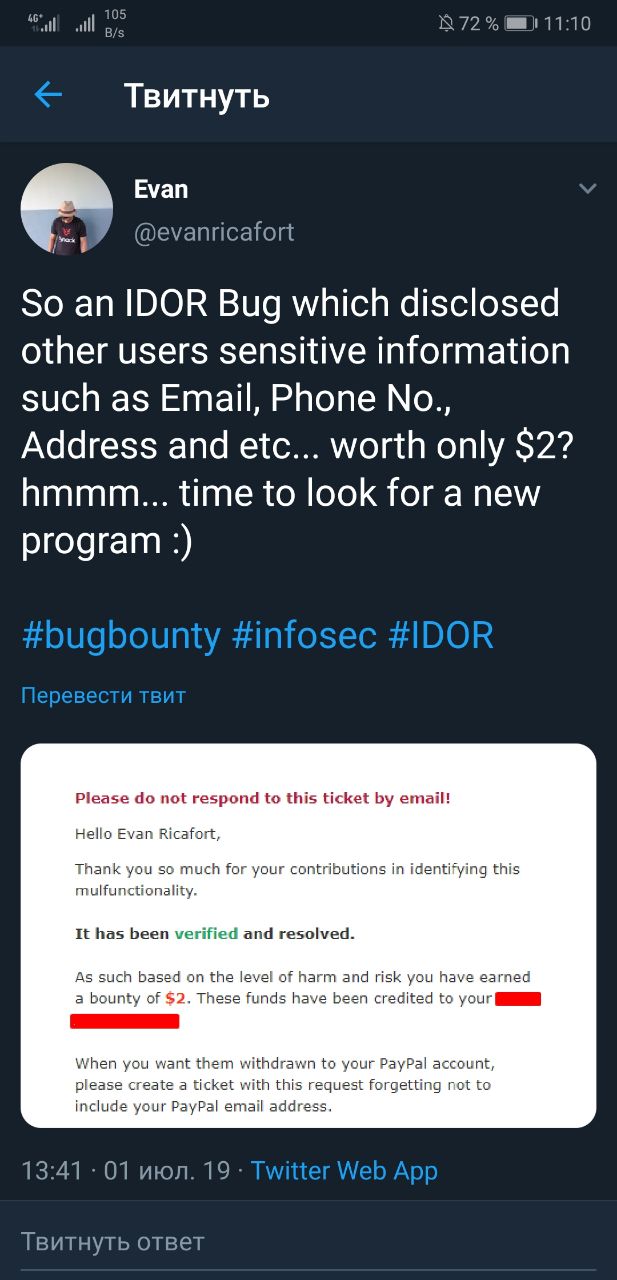 4G+
105
B/s
72 %
11:10
Твитнуть
Evan
@evanricafort
So an IDOR Bug which disclosed
other users sensitive information
such as Email, Phone No.,
Address and etc... worth only $2?
hmmm... time to look for a new
program :)
#bugbounty #infosec #IDOR
Перевести твит
Please do not respond to this ticket by email!
Hello Evan Ricafort,
Thank you so much for your contributions in identifying this
mulfunctionality.
It has been verified and resolved.
As such based on the level of harm and risk you have earned
a bounty of $2. These funds have been credited to your
When you want them withdrawn to your PayPal account,
please create a ticket with this request forgetting not to
include your PayPal email address.
13:41 · 01 июл. 19 · Twitter Web App
Твитнуть ответ